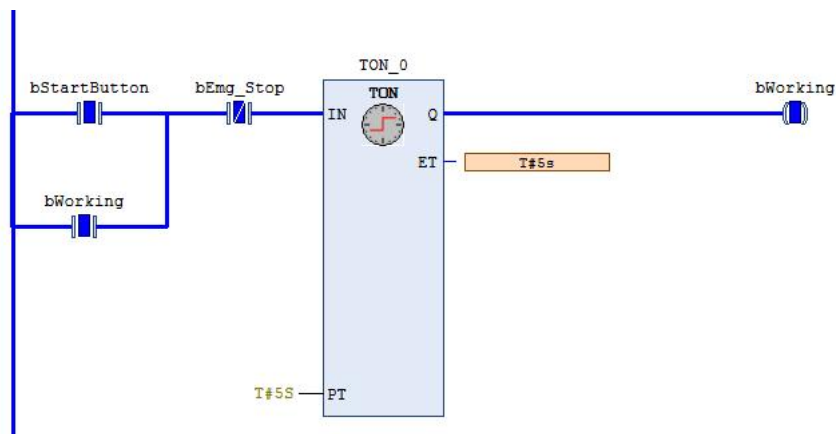 TON_0
bStartButton
bEmg_Stop
TON
bWorking
IN
Q
ET
T#5s
bWorking
T#5S
PT